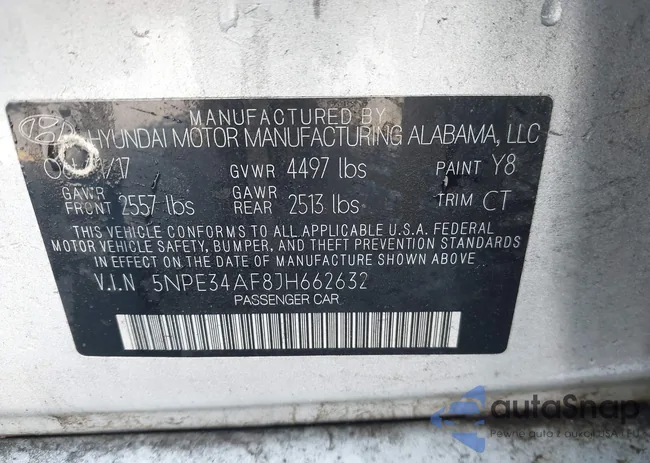 MANUFACTURED BY
HYUNDAI MOTOR MANUFACTURING ALABAMA, LLC
/17 GVWR 4497 lbs PAINT Y8
GAWR FRONT 2557 lbs GAWR REAR 2513 lbs TRIM CT
THIS VEHICLE CONFORMS TO ALL APPLICABLE U.S.A. FEDERAL
MOTOR VEHICLE SAFETY, BUMPER, AND THEFT PREVENTION STANDARDS
IN EFFECT ON THE DATE OF MANUFACTURE SHOWN ABOVE
V.I.N 5NPE34AF8JH662632
PASSENGER CAR
autaSnap